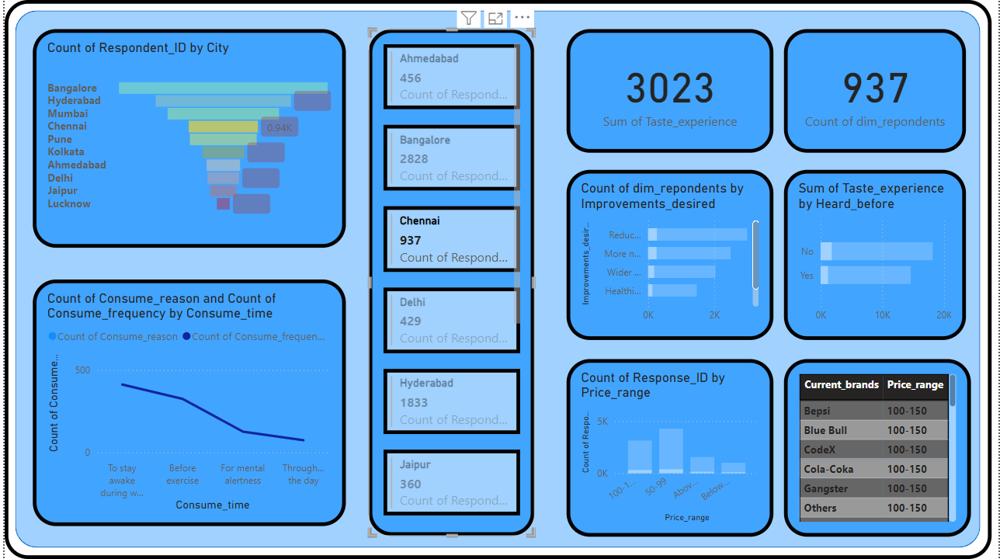 Count of Respondent_ID by City
Bangalore
Hyderabad
Mumbai
Chennai
0.94K
Pune
Kolkata
Ahmedabad
Delhi
Jaipur
Lucknow
Count of Consume_reason and Count of
Consume_frequency by Consume_time
Count of Consume_reason
Count of Consume_frequen...
Count of Consume...
500
0
To stay
awake
during w...
Before
exercise
For mental
alertness
Through...
the day
Consume_time
Ahmedabad
456
Count of Respond...
Bangalore
2828
Count of Respond...
Chennai
937
Count of Respond...
Delhi
429
Count of Respond...
Hyderabad
1833
Count of Respond...
Jaipur
360
Count of Respond...
3023
Sum of Taste_experience
937
Count of dim_repondents
Count of dim_repondents by
Improvements_desired
Improvements_desir...
Reduc...
More n...
Wider ...
Healthi...
0K
2K
Sum of Taste_experience
by Heard_before
No
Yes
0K
10K
20K
Count of Response_ID by
Price_range
Count of Respo...
5K
0K
100-1...
50-99
Abov...
Below...
Price_range
Current_brands Price_range
Bepsi 100-150
Blue Bull 100-150
CodeX 100-150
Cola-Coka 100-150
Gangster 100-150
Others 100-150